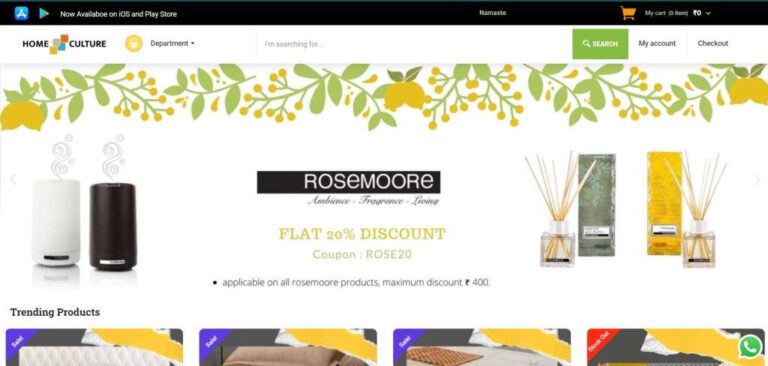 Now Availaboe on iOS and Play Store
Namaste
My cart (0 item) ₹0
HOME CULTURE
Department
I'm searching for...
SEARCH
My account
Checkout
ROSEMOORe
Ambience - Fragrance - Living
FLAT 20% DISCOUNT
Coupon : ROSE20
• applicable on all rosemoore products, maximum discount ₹ 400.
Trending Products
Sale!
Sale!
Sale!
Stock Out